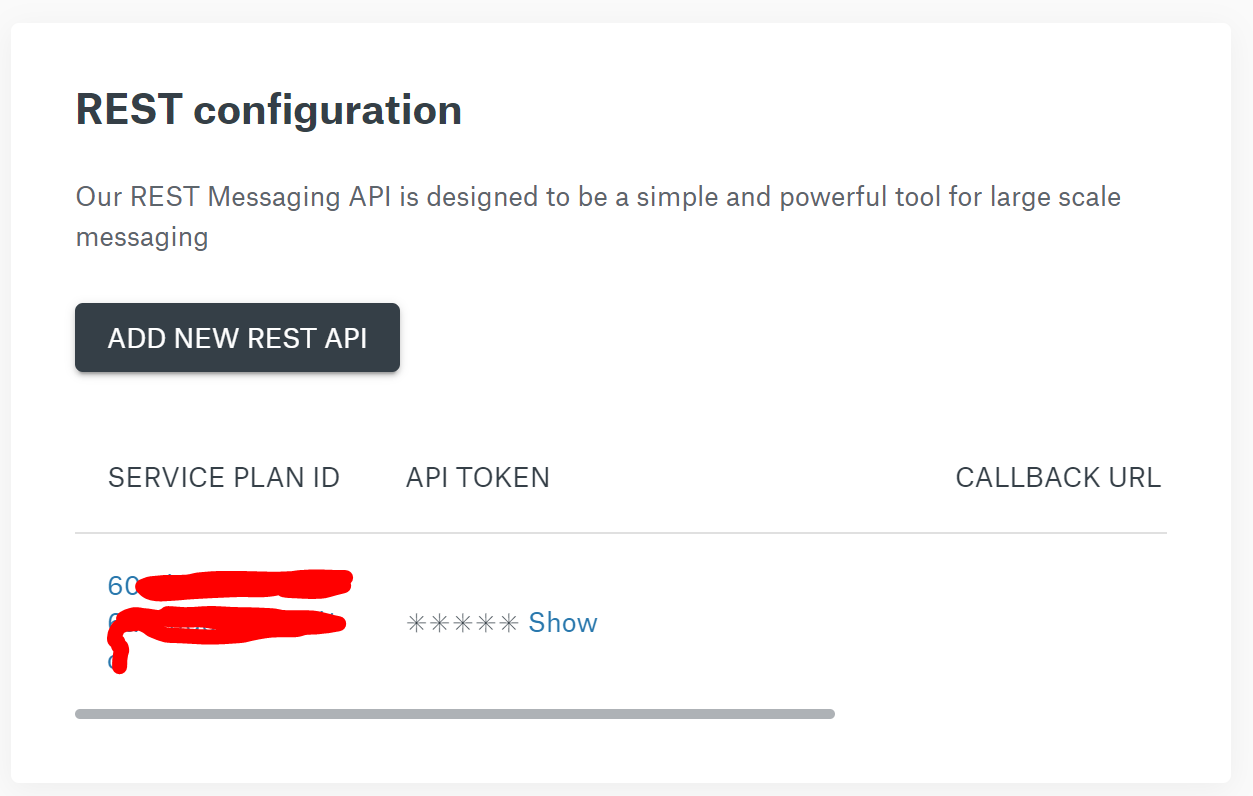 REST configuration
Our REST Messaging API is designed to be a simple and powerful tool for large scale
messaging
ADD NEW REST API
SERVICE PLAN ID API TOKEN CALLBACK URL
60
✳✳✳✳✳ Show